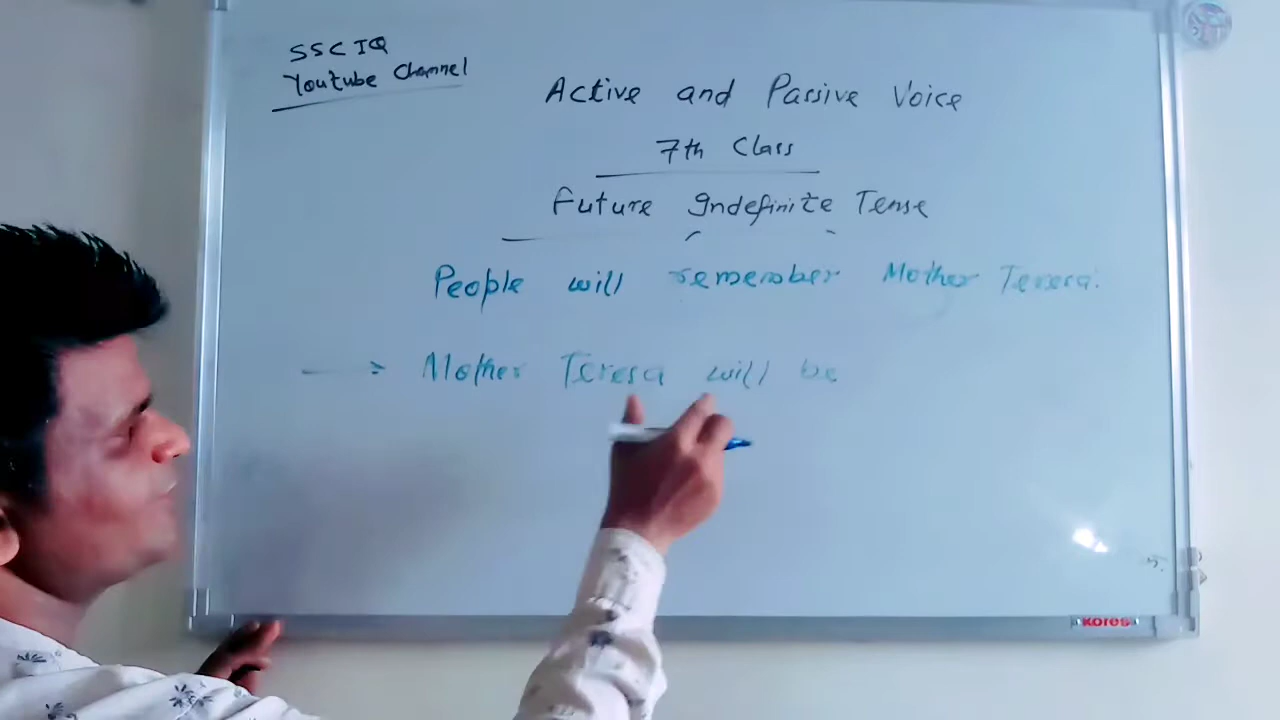 SSC IQ
Youtube Channel
Active and Passive Voice
7th Class
Future Indefinite Tense
People will remember Mother Teresa.
→ Mother Teresa will be
kores